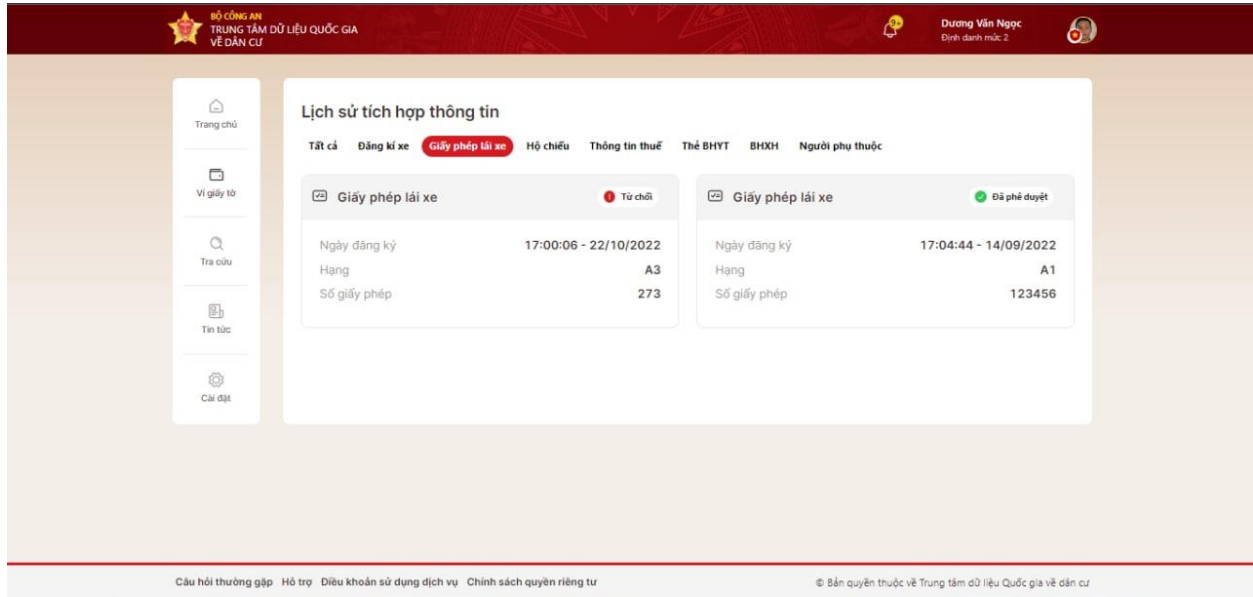 BỘ CÔNG AN
TRUNG TÂM DỮ LIỆU QUỐC GIA
VỀ DÂN CƯ
9+
Dương Văn Ngọc
Định danh mức 2
Trang chủ
Ví giấy tờ
Tra cứu
Tin tức
Cài đặt
Lịch sử tích hợp thông tin
Tất cả Đăng kí xe Giấy phép lái xe Hộ chiếu Thông tin thuế Thẻ BHYT BHXH Người phụ thuộc
Giấy phép lái xe Từ chối
Ngày đăng ký 17:00:06 - 22/10/2022
Hạng A3
Số giấy phép 273
Giấy phép lái xe Đã phê duyệt
Ngày đăng ký 17:04:44 - 14/09/2022
Hạng A1
Số giấy phép 123456
Câu hỏi thường gặp Hỗ trợ Điều khoản sử dụng dịch vụ Chính sách quyền riêng tư
© Bản quyền thuộc về Trung tâm dữ liệu Quốc gia về dân cư